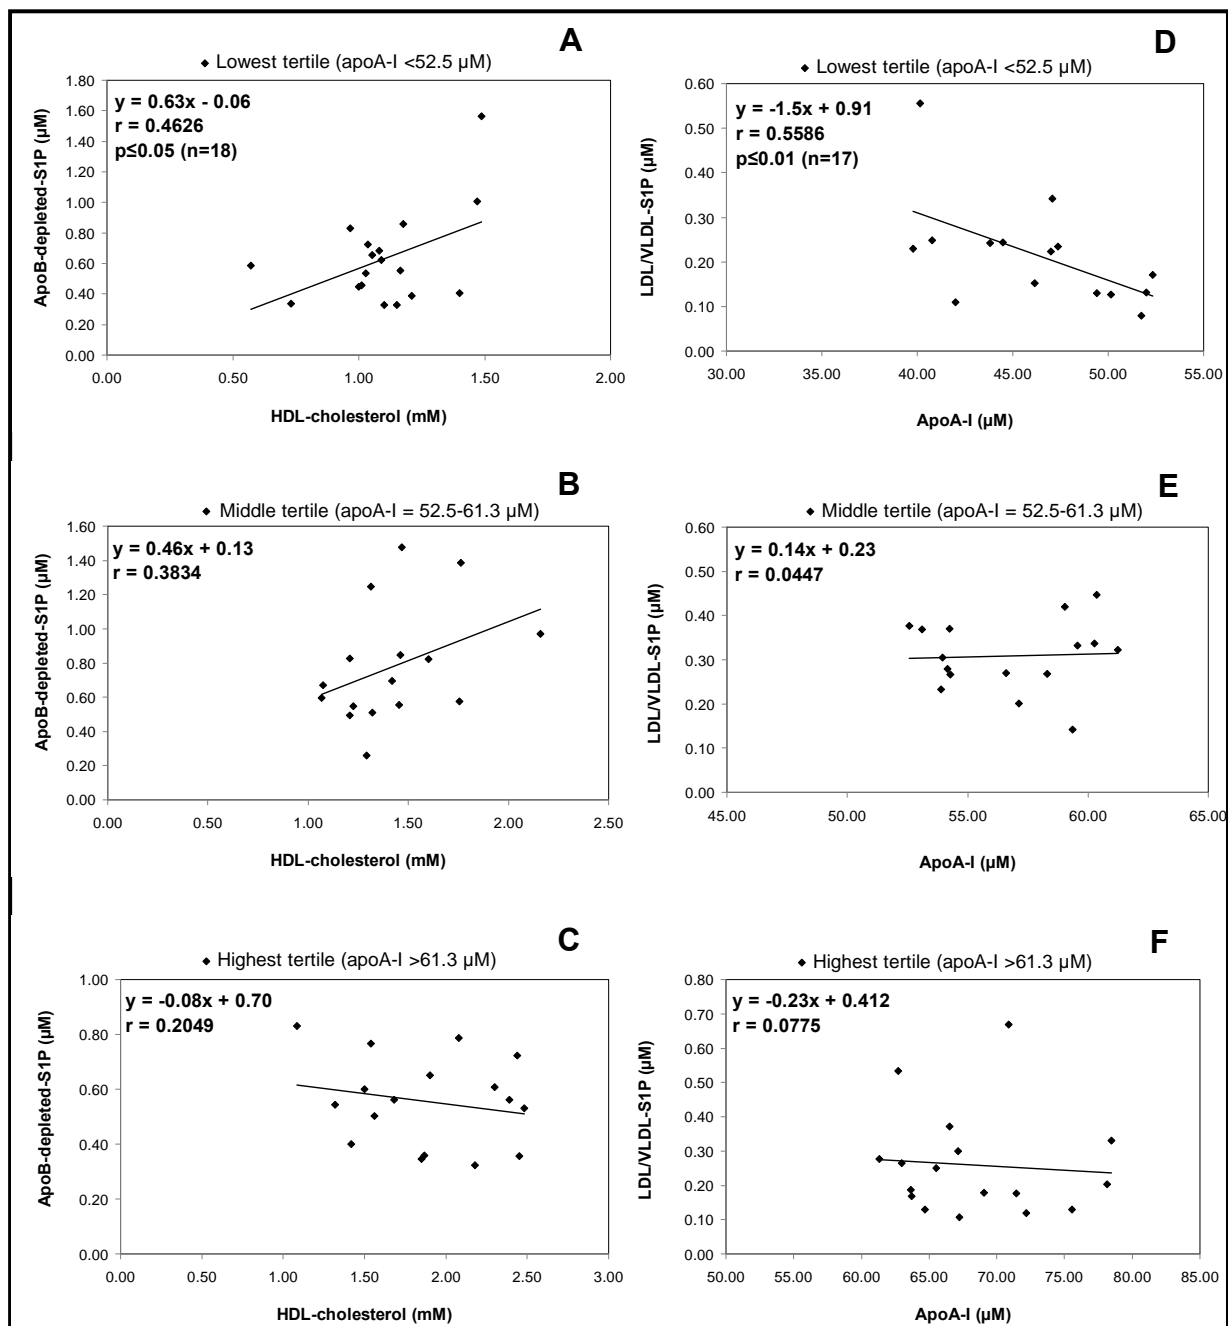 A
◆ Lowest tertile (apoA-I <52.5 µM)
y = 0.63x - 0.06
r = 0.4626
p≤0.05 (n=18)
ApoB-depleted-S1P (µM)
1.80
1.60
1.40
1.20
1.00
0.80
0.60
0.40
0.20
0.00
0.00 0.50 1.00 1.50 2.00
HDL-cholesterol (mM)
D
◆ Lowest tertile (apoA-I <52.5 µM)
y = -1.5x + 0.91
r = 0.5586
p≤0.01 (n=17)
LDL/VLDL-S1P (µM)
0.60
0.50
0.40
0.30
0.20
0.10
0.00
30.00 35.00 40.00 45.00 50.00 55.00
ApoA-I (µM)
B
◆ Middle tertile (apoA-I = 52.5-61.3 µM)
y = 0.46x + 0.13
r = 0.3834
ApoB-depleted-S1P (µM)
1.60
1.40
1.20
1.00
0.80
0.60
0.40
0.20
0.00
0.00 0.50 1.00 1.50 2.00 2.50
HDL-cholesterol (mM)
E
◆ Middle tertile (apoA-I = 52.5-61.3 µM)
y = 0.14x + 0.23
r = 0.0447
LDL/VLDL-S1P (µM)
0.60
0.50
0.40
0.30
0.20
0.10
0.00
45.00 50.00 55.00 60.00 65.00
ApoA-I (µM)
C
◆ Highest tertile (apoA-I >61.3 µM)
y = -0.08x + 0.70
r = 0.2049
ApoB-depleted-S1P (µM)
1.00
0.80
0.60
0.40
0.20
0.00
0.00 0.50 1.00 1.50 2.00 2.50 3.00
HDL-cholesterol (mM)
F
◆ Highest tertile (apoA-I >61.3 µM)
y = -0.23x + 0.412
r = 0.0775
LDL/VLDL-S1P (µM)
0.80
0.70
0.60
0.50
0.40
0.30
0.20
0.10
0.00
50.00 55.00 60.00 65.00 70.00 75.00 80.00 85.00
ApoA-I (µM)